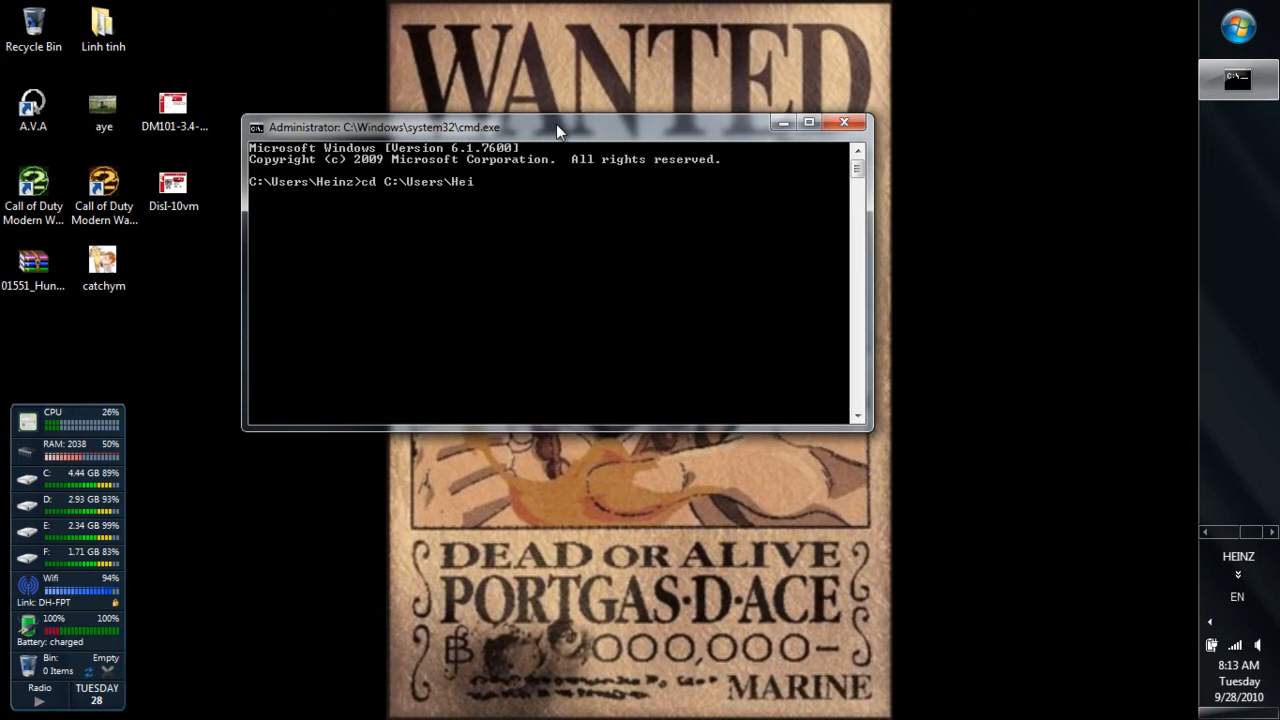 Recycle Bin
Linh tinh
A.V.A
aye
DM101-3.4-...
Call of Duty
Modern W...
Call of Duty
Modern Wa...
DisI-10vm
01551_Hun...
catchym
WANTED
Administrator: C:\Windows\system32\cmd.exe
Microsoft Windows [Version 6.1.7600]
Copyright (c) 2009 Microsoft Corporation.  All rights reserved.
C:\Users\Heinz>cd C:\Users\Hei
DEAD OR ALIVE
PORTGAS·D·ACE
000,000-
MARINE
CPU 26%
RAM: 2038 50%
C: 4.44 GB 89%
D: 2.93 GB 93%
E: 2.34 GB 99%
F: 1.71 GB 83%
Wifi 94%
Link: DH-FPT
100% 100%
Battery: charged
Bin: Empty
0 Items
Radio
TUESDAY
28
C:\...
HEINZ
EN
8:13 AM
Tuesday
9/28/2010